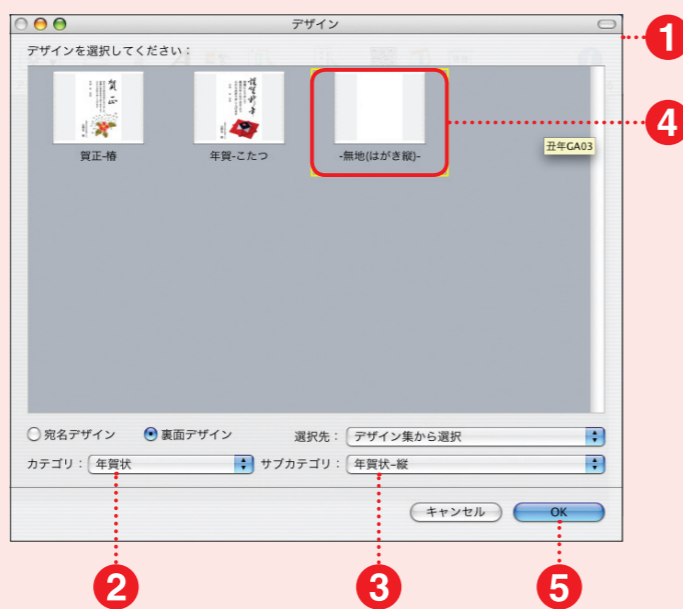 デザイン
1
デザインを選択してください：
賀正-椿
年賀-こたつ
-無地(はがき縦)-
4
丑年GA03
宛名デザイン
裏面デザイン
選択先：
デザイン集から選択
カテゴリ：
年賀状
サブカテゴリ：
年賀状-縦
キャンセル
OK
2
3
5